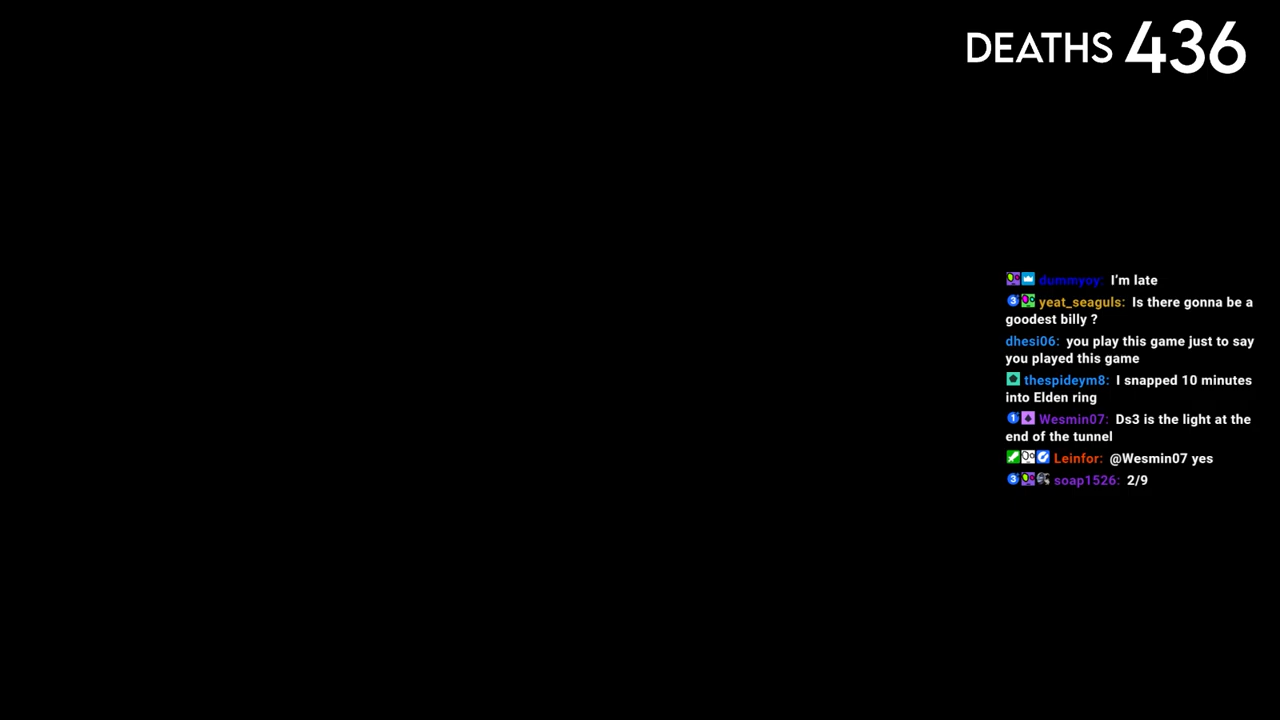 DEATHS 436
dummyoy: I'm late
yeat_seaguls: Is there gonna be a
goodest billy ?
dhesi06: you play this game just to say
you played this game
thespideym8: I snapped 10 minutes
into Elden ring
Wesmin07: Ds3 is the light at the
end of the tunnel
Leinfor: @Wesmin07 yes
soap1526: 2/9